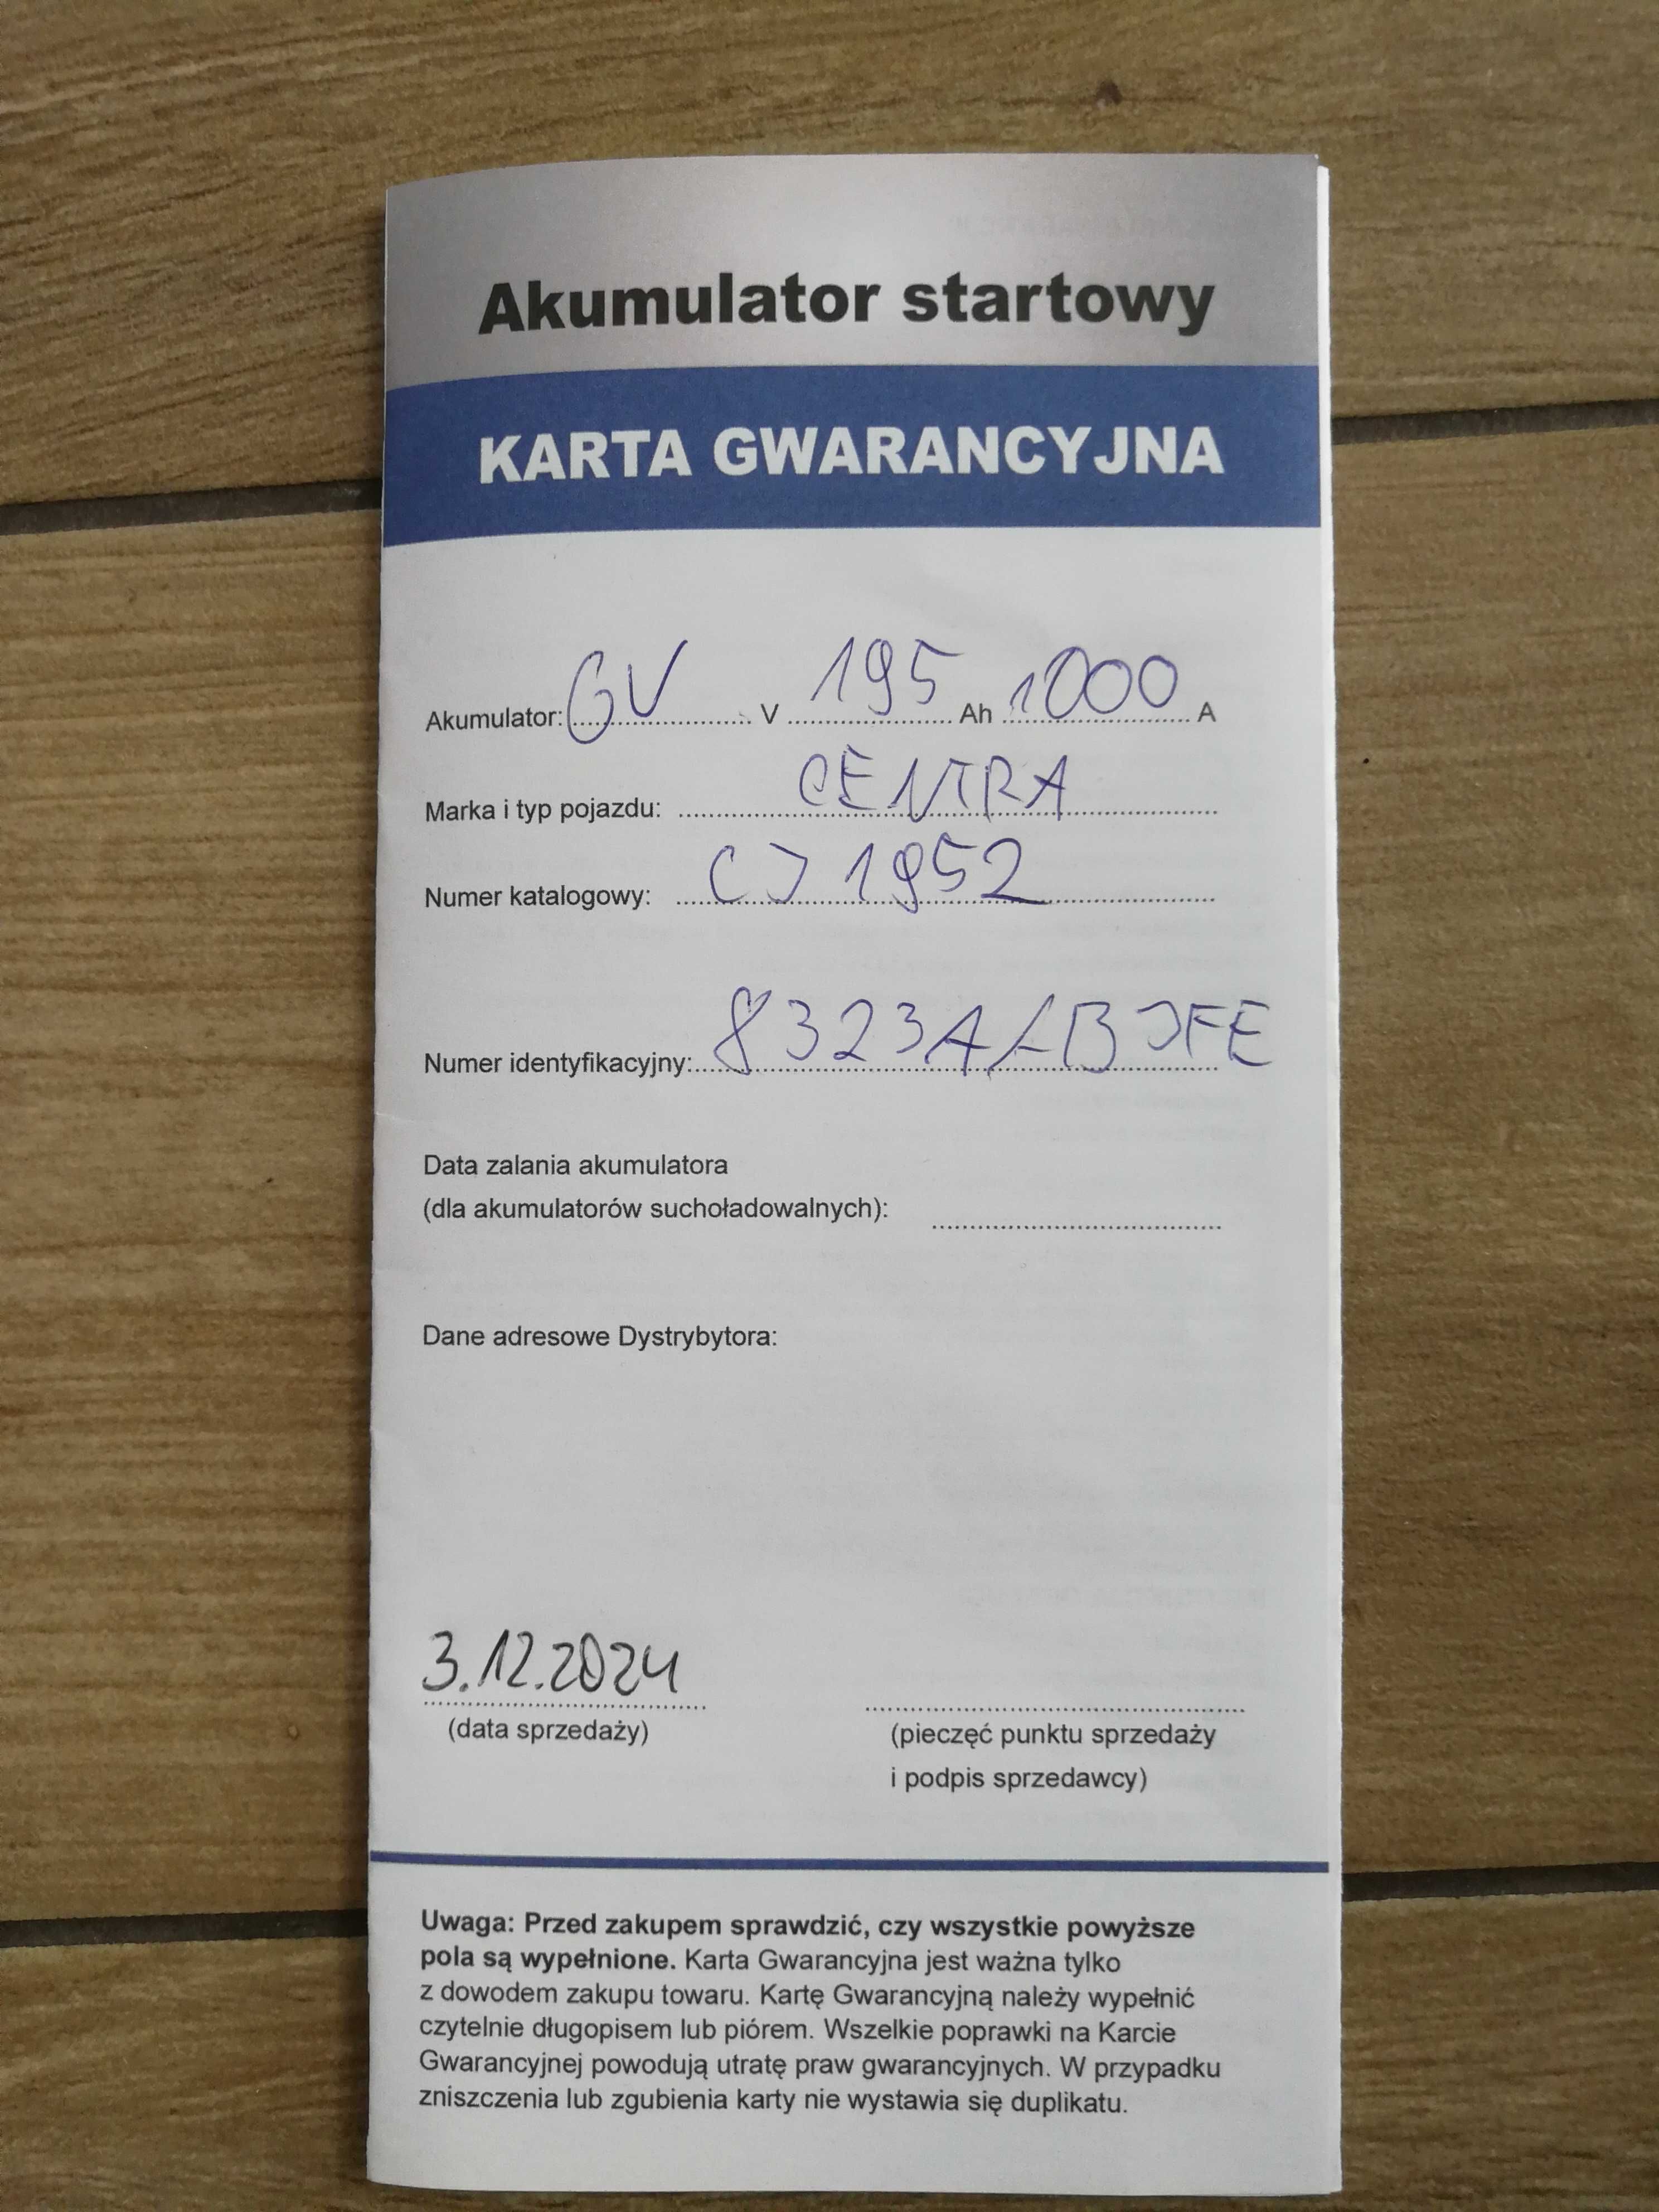 Akumulator startowy
KARTA GWARANCYJNA
Akumulator: 6V V 195 Ah 1000 A
Marka i typ pojazdu: CENTRA
Numer katalogowy: CJ 1952
Numer identyfikacyjny: 8323A/LBJFE
Data zalania akumulatora
(dla akumulatorów suchoładowalnych):
Dane adresowe Dystrybytora:
3.12.2024
(data sprzedaży) (pieczęć punktu sprzedaży
i podpis sprzedawcy)
Uwaga: Przed zakupem sprawdzić, czy wszystkie powyższe
pola są wypełnione. Karta Gwarancyjna jest ważna tylko
z dowodem zakupu towaru. Kartę Gwarancyjną należy wypełnić
czytelnie długopisem lub piórem. Wszelkie poprawki na Karcie
Gwarancyjnej powodują utratę praw gwarancyjnych. W przypadku
zniszczenia lub zgubienia karty nie wystawia się duplikatu.